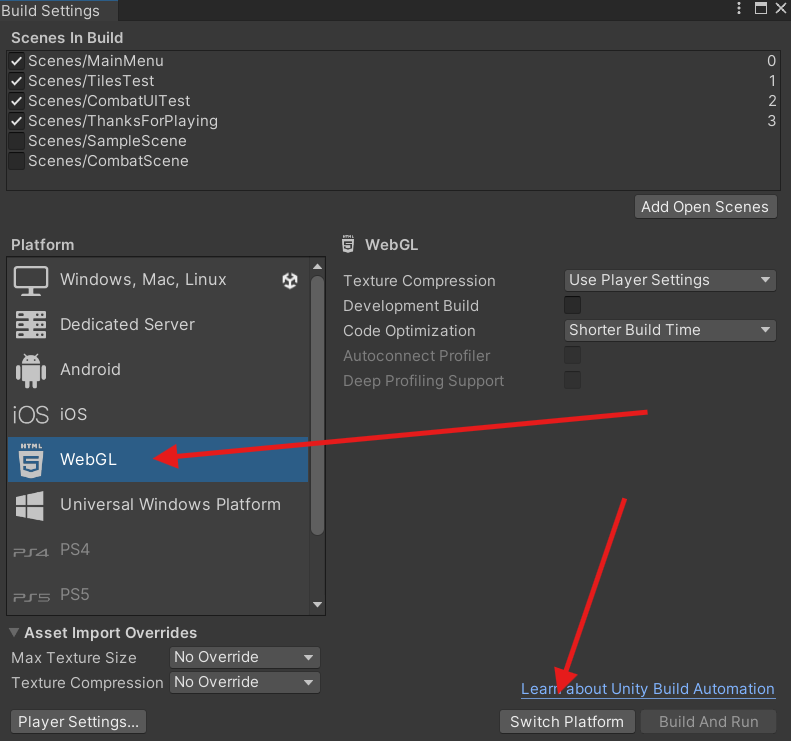 Build Settings
Scenes In Build
Scenes/MainMenu 0
Scenes/TilesTest 1
Scenes/CombatUITest 2
Scenes/ThanksForPlaying 3
Scenes/SampleScene
Scenes/CombatScene
Add Open Scenes
Platform
Windows, Mac, Linux
Dedicated Server
Android
iOS iOS
HTML 5 WebGL
Universal Windows Platform
PS4 PS4
PS5 PS5
HTML 5 WebGL
Texture Compression Use Player Settings
Development Build
Code Optimization Shorter Build Time
Autoconnect Profiler
Deep Profiling Support
Asset Import Overrides
Max Texture Size No Override
Texture Compression No Override
Learn about Unity Build Automation
Player Settings... Switch Platform Build And Run